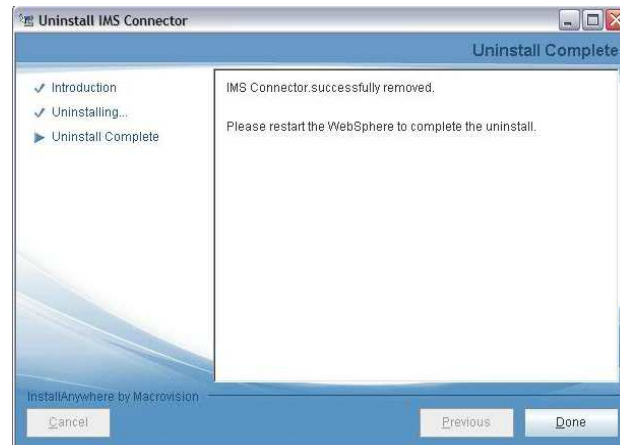 Uninstall IMS Connector
Uninstall Complete
Introduction
Uninstalling...
Uninstall Complete
IMS Connector.successfully removed.
Please restart the WebSphere to complete the uninstall.
InstallAnywhere by Macrovision
Cancel
Previous
Done